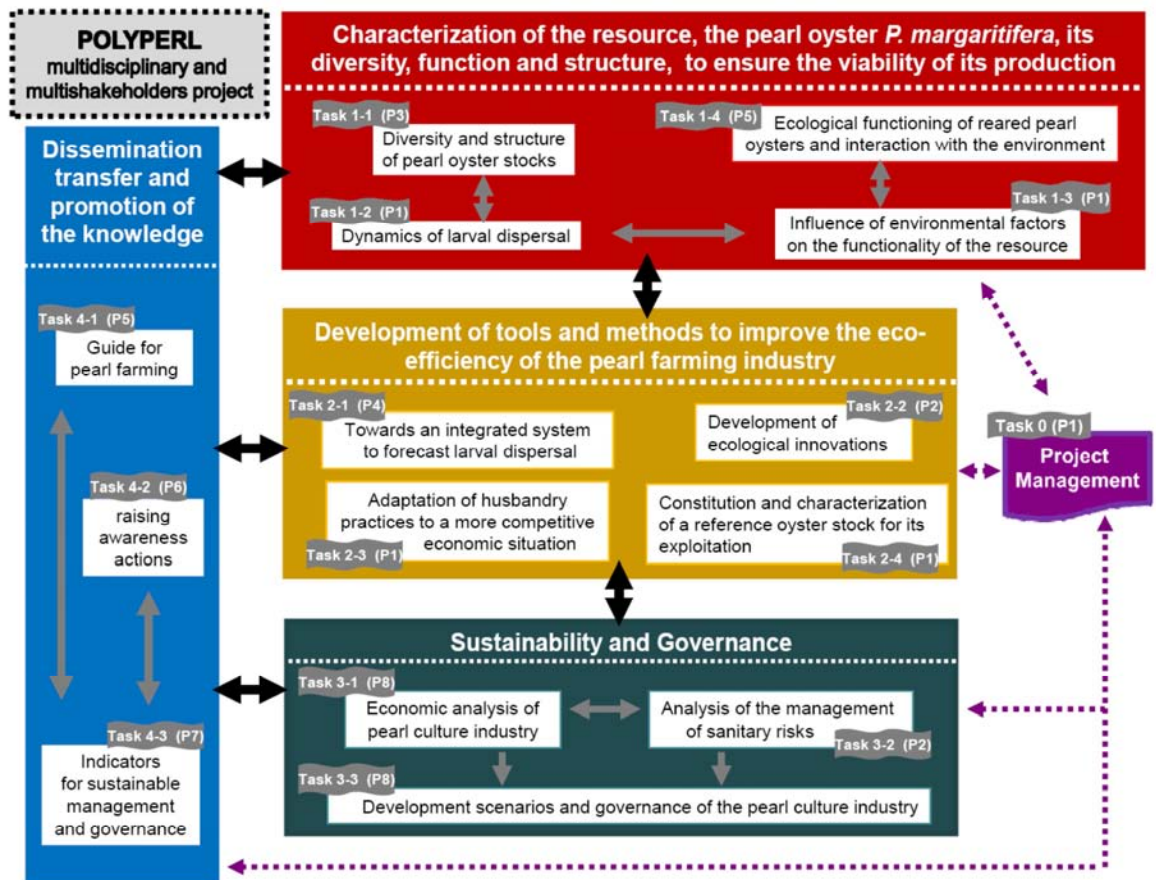 POLYPERL
multidisciplinary and
multishakeholders project
Dissemination
transfer and
promotion of
the knowledge
Task 4-1 (P5)
Guide for
pearl farming
Task 4-2 (P6)
raising
awareness
actions
Task 4-3 (P7)
Indicators
for sustainable
management
and governance
Characterization of the resource, the pearl oyster P. margaritifera, its
diversity, function and structure, to ensure the viability of its production
Task 1-1 (P3)
Diversity and structure
of pearl oyster stocks
Task 1-4 (P5)
Ecological functioning of reared pearl
oysters and interaction with the environment
Task 1-2 (P1)
Dynamics of larval dispersal
Task 1-3 (P1)
Influence of environmental factors
on the functionality of the resource
Development of tools and methods to improve the eco-
efficiency of the pearl farming industry
Task 2-1 (P4)
Towards an integrated system
to forecast larval dispersal
Task 2-2 (P2)
Development of
ecological innovations
Adaptation of husbandry
practices to a more competitive
economic situation
Task 2-3 (P1)
Constitution and characterization
of a reference oyster stock for its
exploitation
Task 2-4 (P1)
Task 0 (P1)
Project
Management
Sustainability and Governance
Task 3-1 (P8)
Economic analysis of
pearl culture industry
Analysis of the management
of sanitary risks
Task 3-2 (P2)
Task 3-3 (P8)
Development scenarios and governance of the pearl culture industry